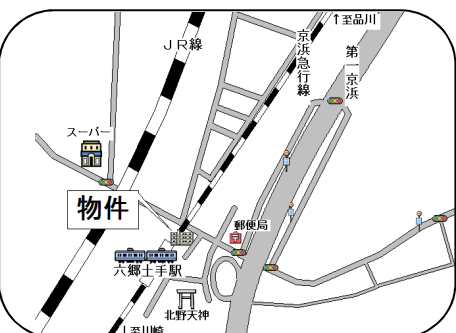 ↑至品川
JR線
京浜急行線
第一京浜
スーパー
物件
郵便局
六郷土手駅
北野天神
↓至川崎